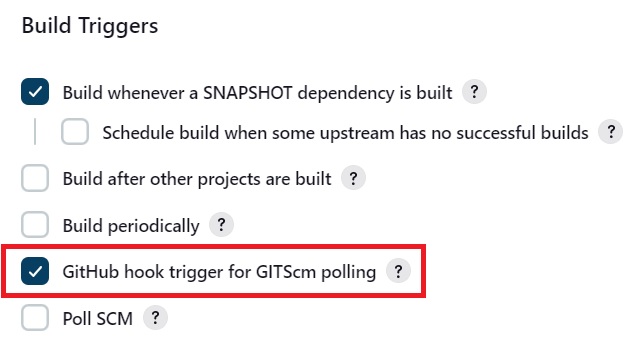 Build Triggers
Build whenever a SNAPSHOT dependency is built ?
Schedule build when some upstream has no successful builds ?
Build after other projects are built ?
Build periodically ?
GitHub hook trigger for GITScm polling ?
Poll SCM ?